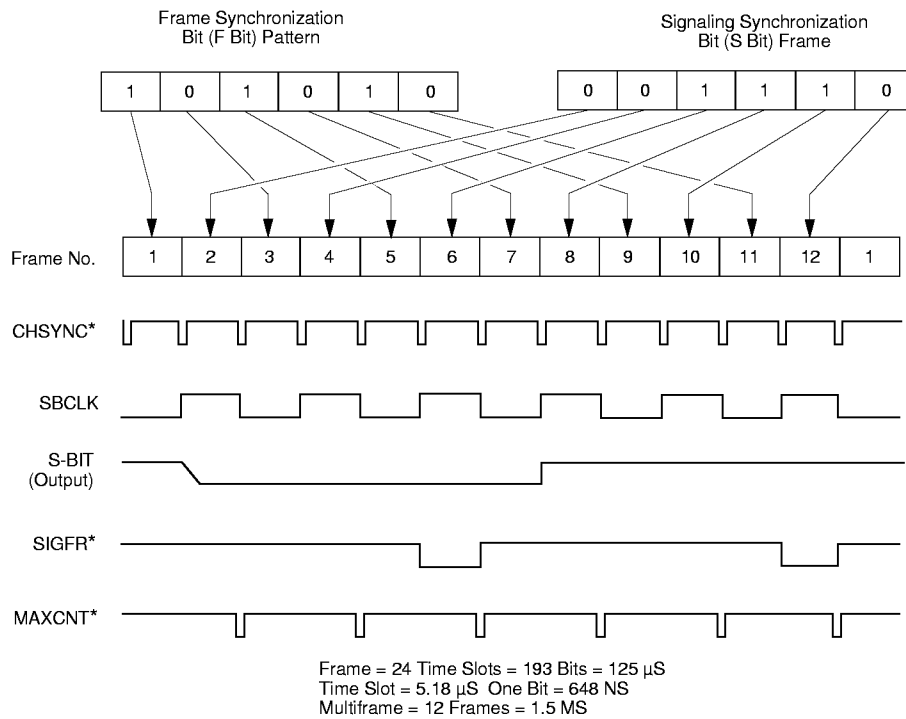 Frame Synchronization
Bit (F Bit) Pattern
Signaling Synchronization
Bit (S Bit) Frame
1 0 1 0 1 0
0 0 1 1 1 0
Frame No. 1 2 3 4 5 6 7 8 9 10 11 12 1
CHSYNC*
SBCLK
S-BIT
(Output)
SIGFR*
MAXCNT*
Frame = 24 Time Slots = 193 Bits = 125 µS
Time Slot = 5.18 µS One Bit = 648 NS
Multiframe = 12 Frames = 1.5 MS